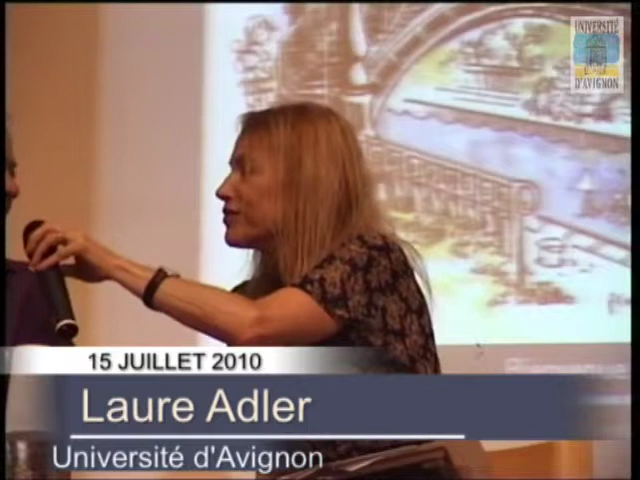 UNIVERSITÉ
D'AVIGNON
15 JUILLET 2010
Laure Adler
Université d'Avignon